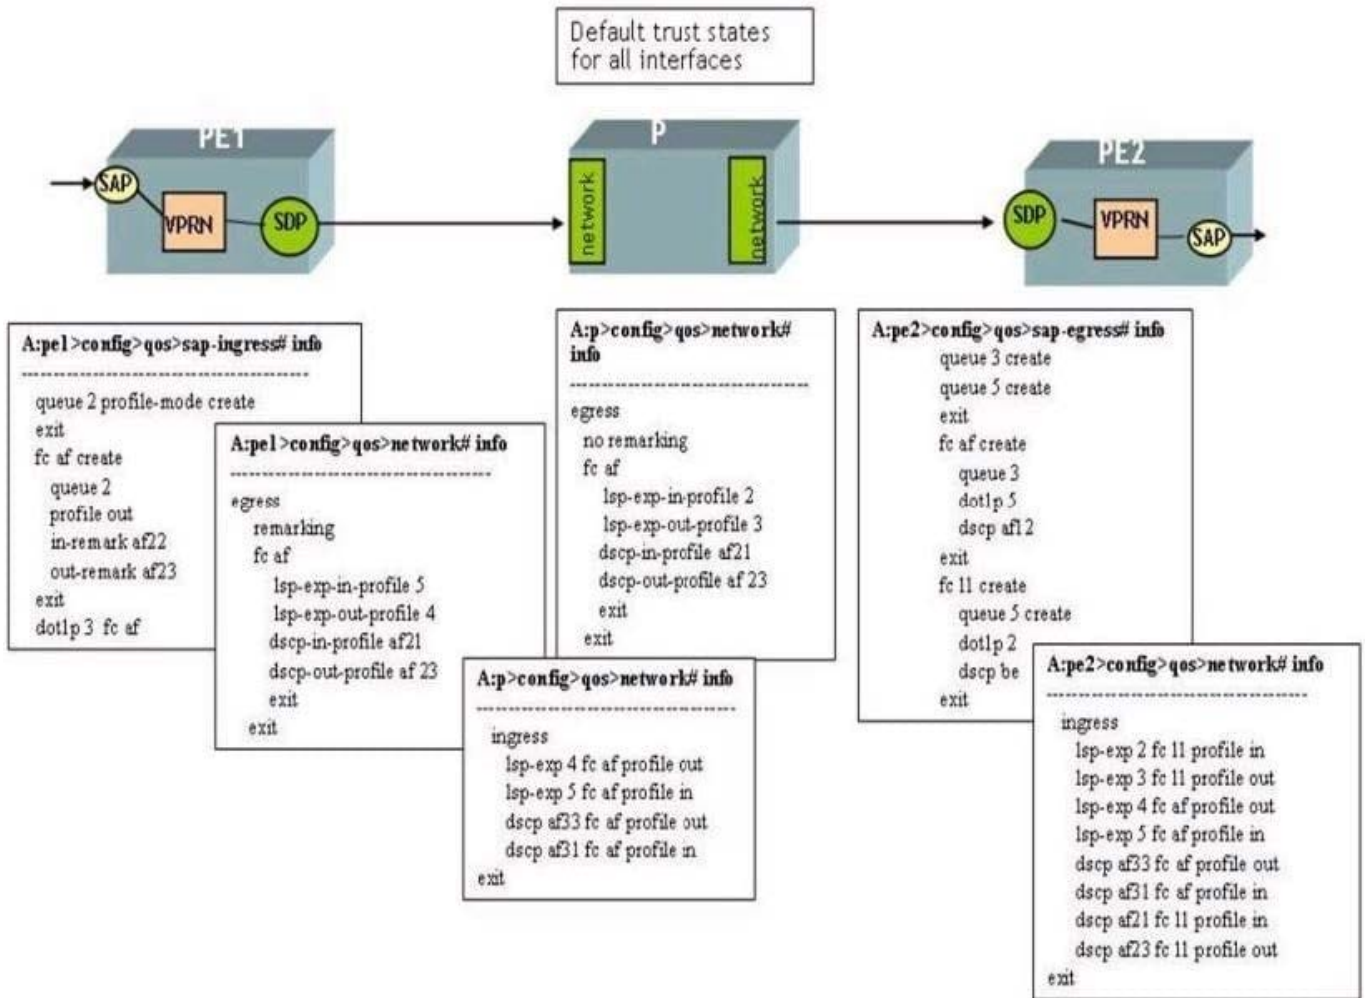 Default trust states
for all interfaces
PE1
SAP
VPRN
SDP
P
network
network
PE2
SDP
VPRN
SAP
A:pe1>config>qos>sap-ingress# info
---------------------------------------------
queue 2 profile-mode create
exit
fc af create
queue 2
profile out
in-remark af22
out-remark af23
exit
dot1p 3 fc af
A:pe1>config>qos>network# info
-----------------------------------------
egress
remarking
fc af
lsp-exp-in-profile 5
lsp-exp-out-profile 4
dscp-in-profile af21
dscp-out-profile af 23
exit
exit
A:p>config>qos>network#
info
--------------------------------------
egress
no remarking
fc af
lsp-exp-in-profile 2
lsp-exp-out-profile 3
dscp-in-profile af21
dscp-out-profile af 23
exit
exit
A:p>config>qos>network# info
-----------------------------------------
ingress
lsp-exp 4 fc af profile out
lsp-exp 5 fc af profile in
dscp af33 fc af profile out
dscp af31 fc af profile in
exit
A:pe2>config>qos>sap-egress# info
queue 3 create
queue 5 create
exit
fc af create
queue 3
dot1p 5
dscp af12
exit
fc l1 create
queue 5 create
dot1p 2
dscp be
exit
A:pe2>config>qos>network# info
-----------------------------------------
ingress
lsp-exp 2 fc l1 profile in
lsp-exp 3 fc l1 profile out
lsp-exp 4 fc af profile out
lsp-exp 5 fc af profile in
dscp af33 fc af profile out
dscp af31 fc af profile in
dscp af21 fc l1 profile in
dscp af23 fc l1 profile out
exit